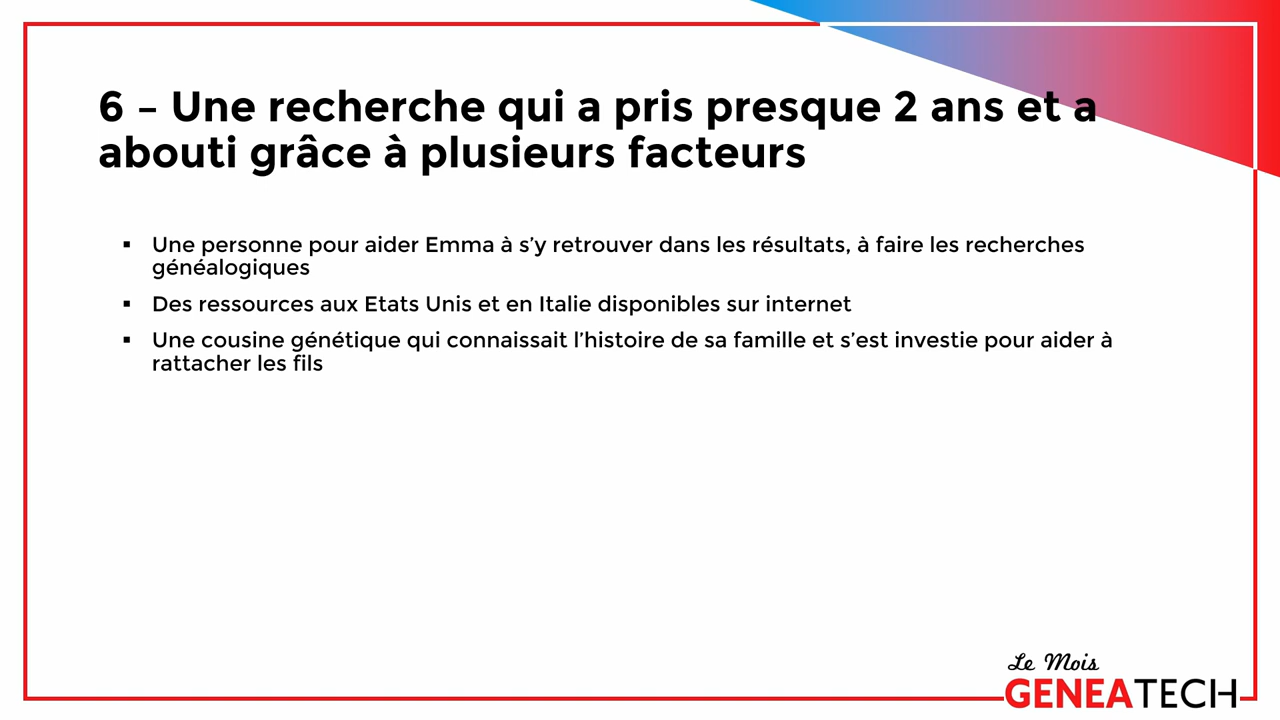 6 – Une recherche qui a pris presque 2 ans et a
abouti grâce à plusieurs facteurs
▪ Une personne pour aider Emma à s’y retrouver dans les résultats, à faire les recherches
généalogiques
▪ Des ressources aux Etats Unis et en Italie disponibles sur internet
▪ Une cousine génétique qui connaissait l’histoire de sa famille et s’est investie pour aider à
rattacher les fils
Le Mois
GENEATECH